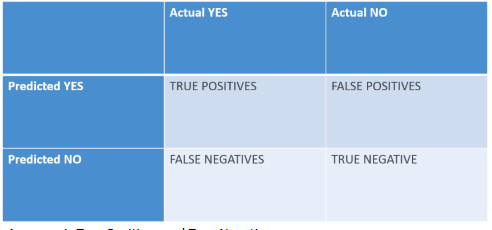 Actual YES Actual NO
Predicted YES TRUE POSITIVES FALSE POSITIVES
Predicted NO FALSE NEGATIVES TRUE NEGATIVE